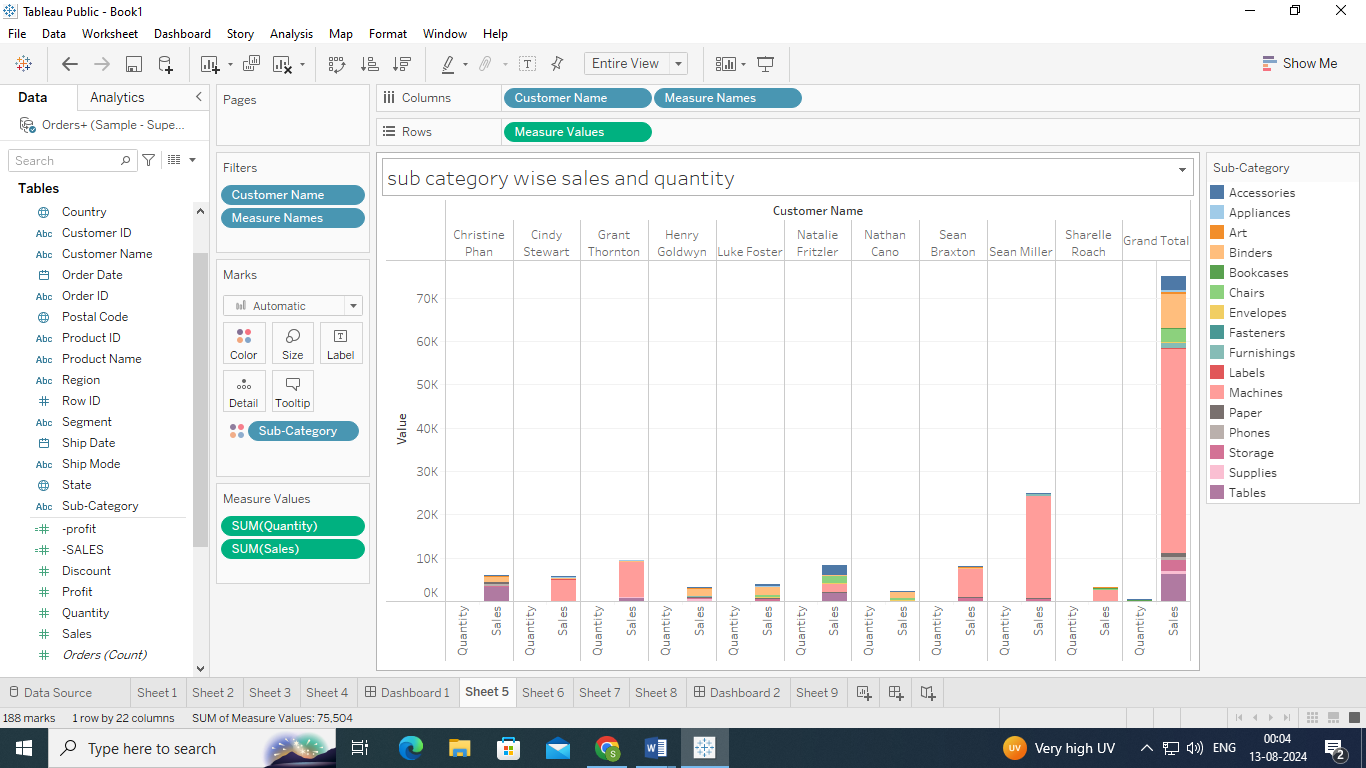 Tableau Public - Book1
File Data Worksheet Dashboard Story Analysis Map Format Window Help
Entire View
Show Me
Data Analytics
Orders+ (Sample - Supe...
Search
Tables
Country
Abc Customer ID
Abc Customer Name
Order Date
Abc Order ID
Postal Code
Abc Product ID
Abc Product Name
Abc Region
Row ID
Abc Segment
Ship Date
Abc Ship Mode
State
Abc Sub-Category
=# -profit
=# -SALES
# Discount
# Profit
# Quantity
# Sales
# Orders (Count)
Pages
Filters
Customer Name
Measure Names
Marks
Automatic
Color Size Label
Detail Tooltip
Sub-Category
Measure Values
SUM(Quantity)
SUM(Sales)
Columns Customer Name Measure Names
Rows Measure Values
sub category wise sales and quantity
Customer Name
Christine Phan
Cindy Stewart
Grant Thornton
Henry Goldwyn
Luke Foster
Natalie Fritzler
Nathan Cano
Sean Braxton
Sean Miller
Sharelle Roach
Grand Total
Value
70K
60K
50K
40K
30K
20K
10K
0K
Quantity Sales Quantity Sales Quantity Sales Quantity Sales Quantity Sales Quantity Sales Quantity Sales Quantity Sales Quantity Sales Quantity Sales Quantity Sales
Sub-Category
Accessories
Appliances
Art
Binders
Bookcases
Chairs
Envelopes
Fasteners
Furnishings
Labels
Machines
Paper
Phones
Storage
Supplies
Tables
Data Source Sheet 1 Sheet 2 Sheet 3 Sheet 4 Dashboard 1 Sheet 5 Sheet 6 Sheet 7 Sheet 8 Dashboard 2 Sheet 9
188 marks 1 row by 22 columns SUM of Measure Values: 75,504
Type here to search
UV Very high UV
ENG
00:04
13-08-2024
2